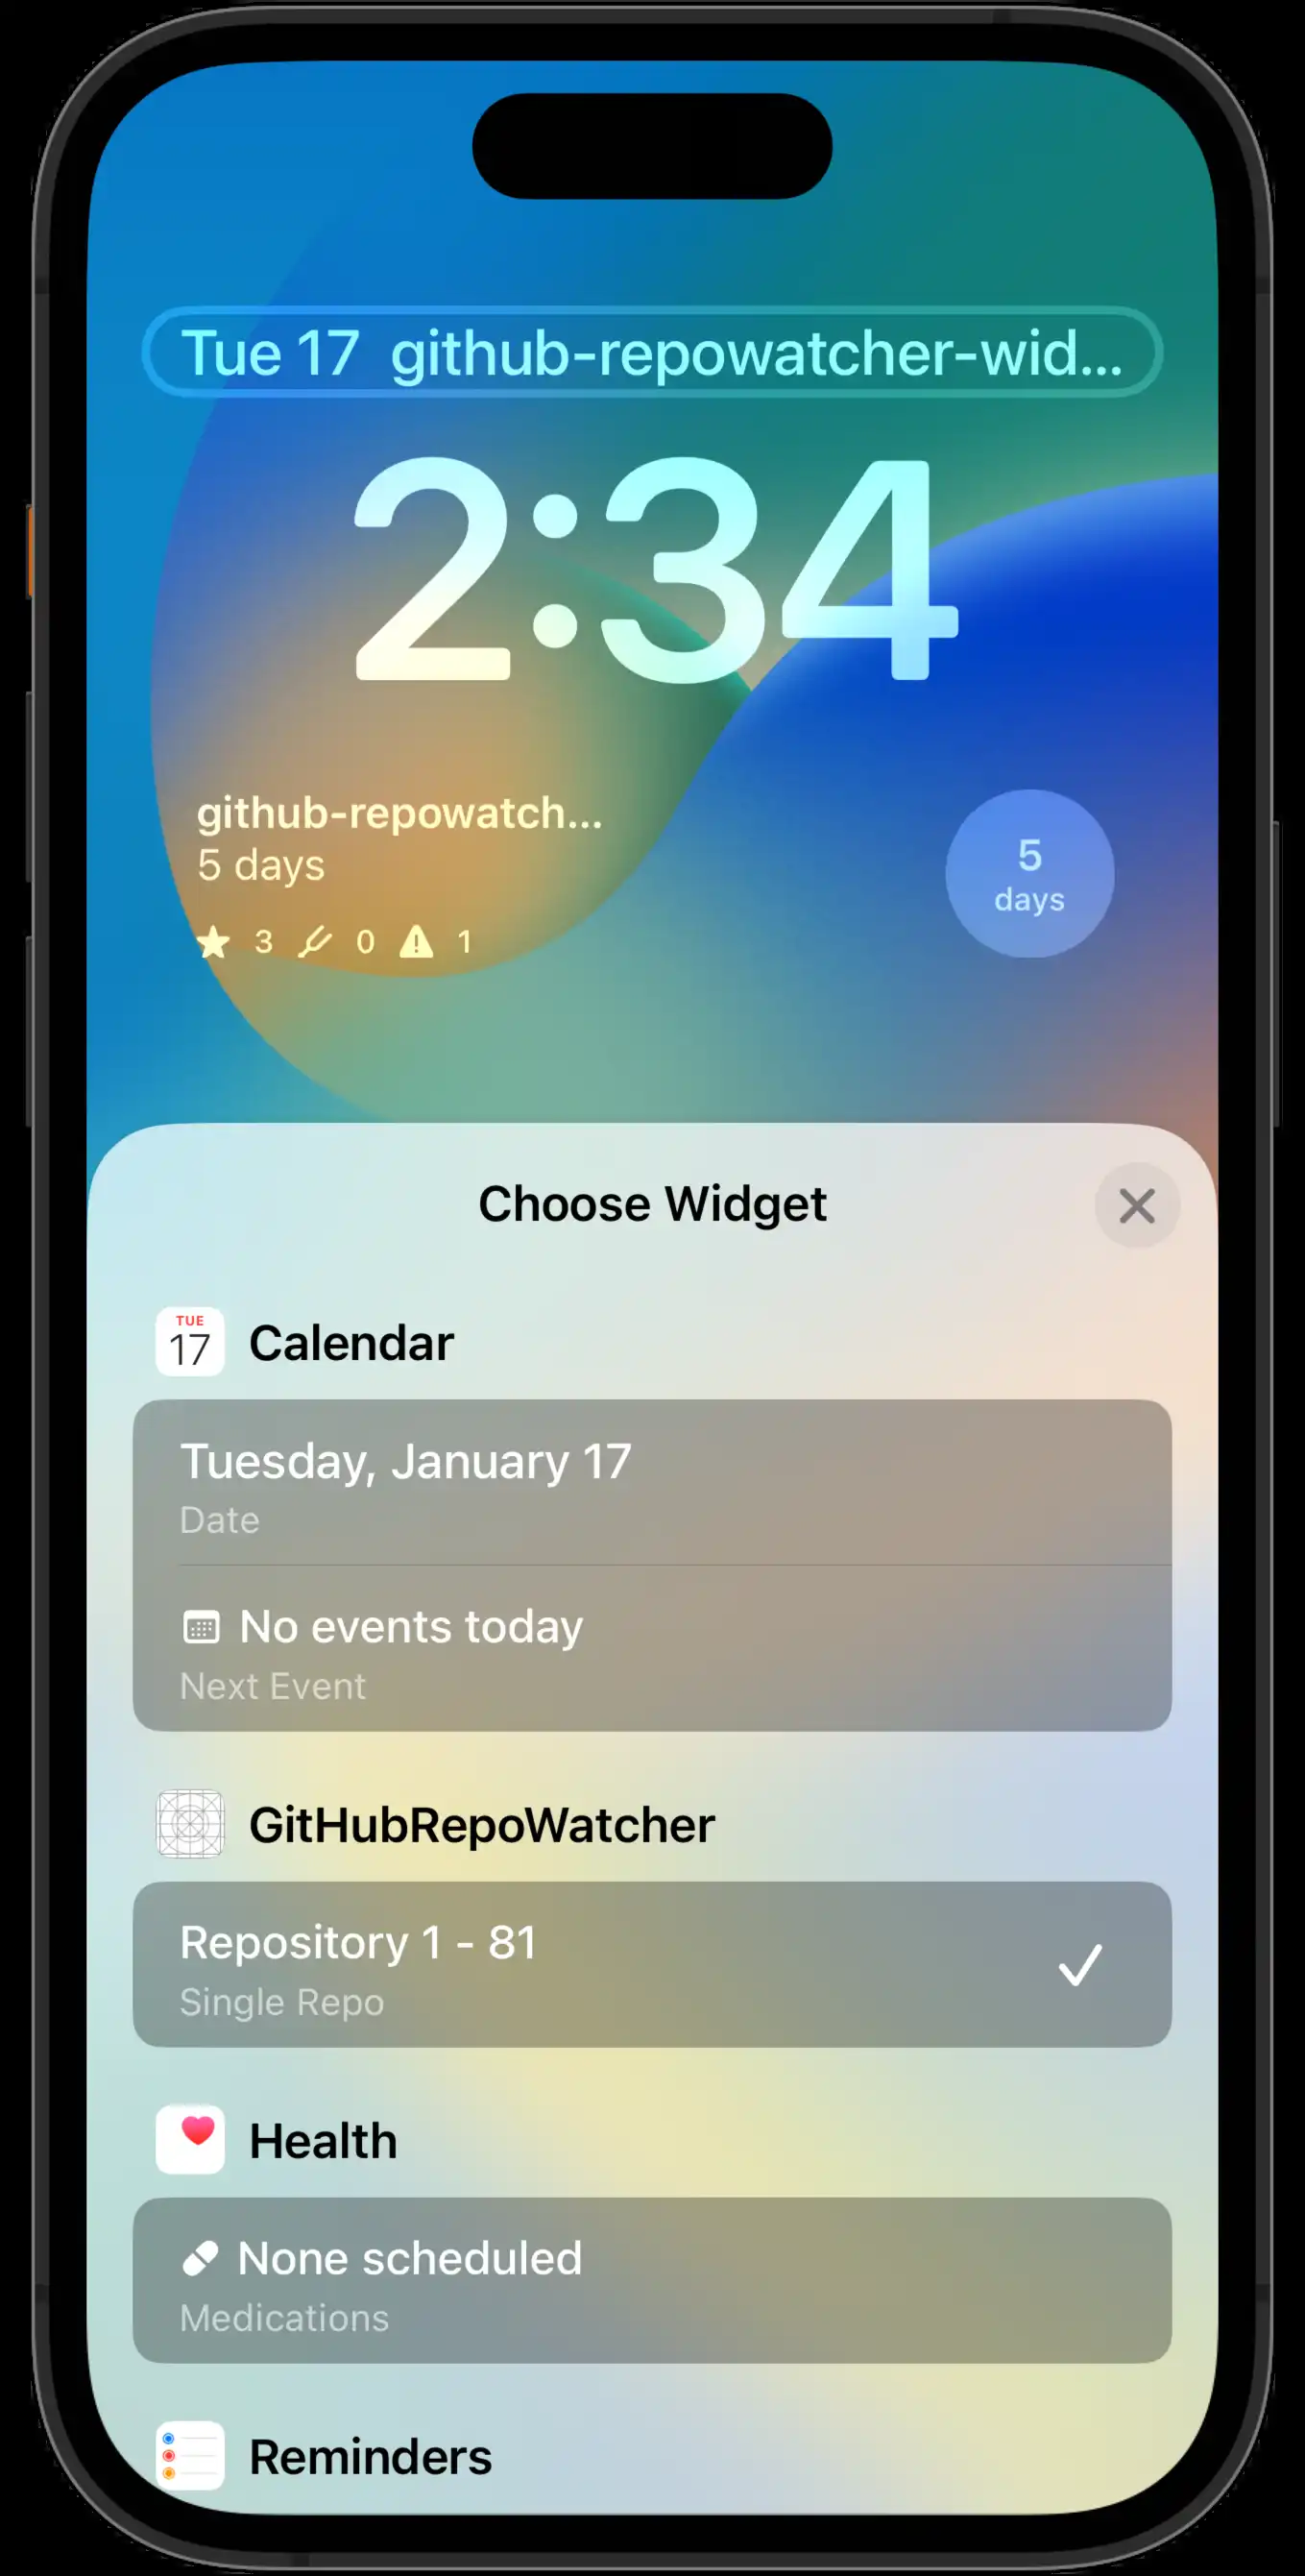 Tue 17 github-repowatcher-wid...
2:34
github-repowatch...
5 days
3 0 1
5
days
Choose Widget
TUE
17
Calendar
Tuesday, January 17
Date
No events today
Next Event
GitHubRepoWatcher
Repository 1 - 81
Single Repo
Health
None scheduled
Medications
Reminders